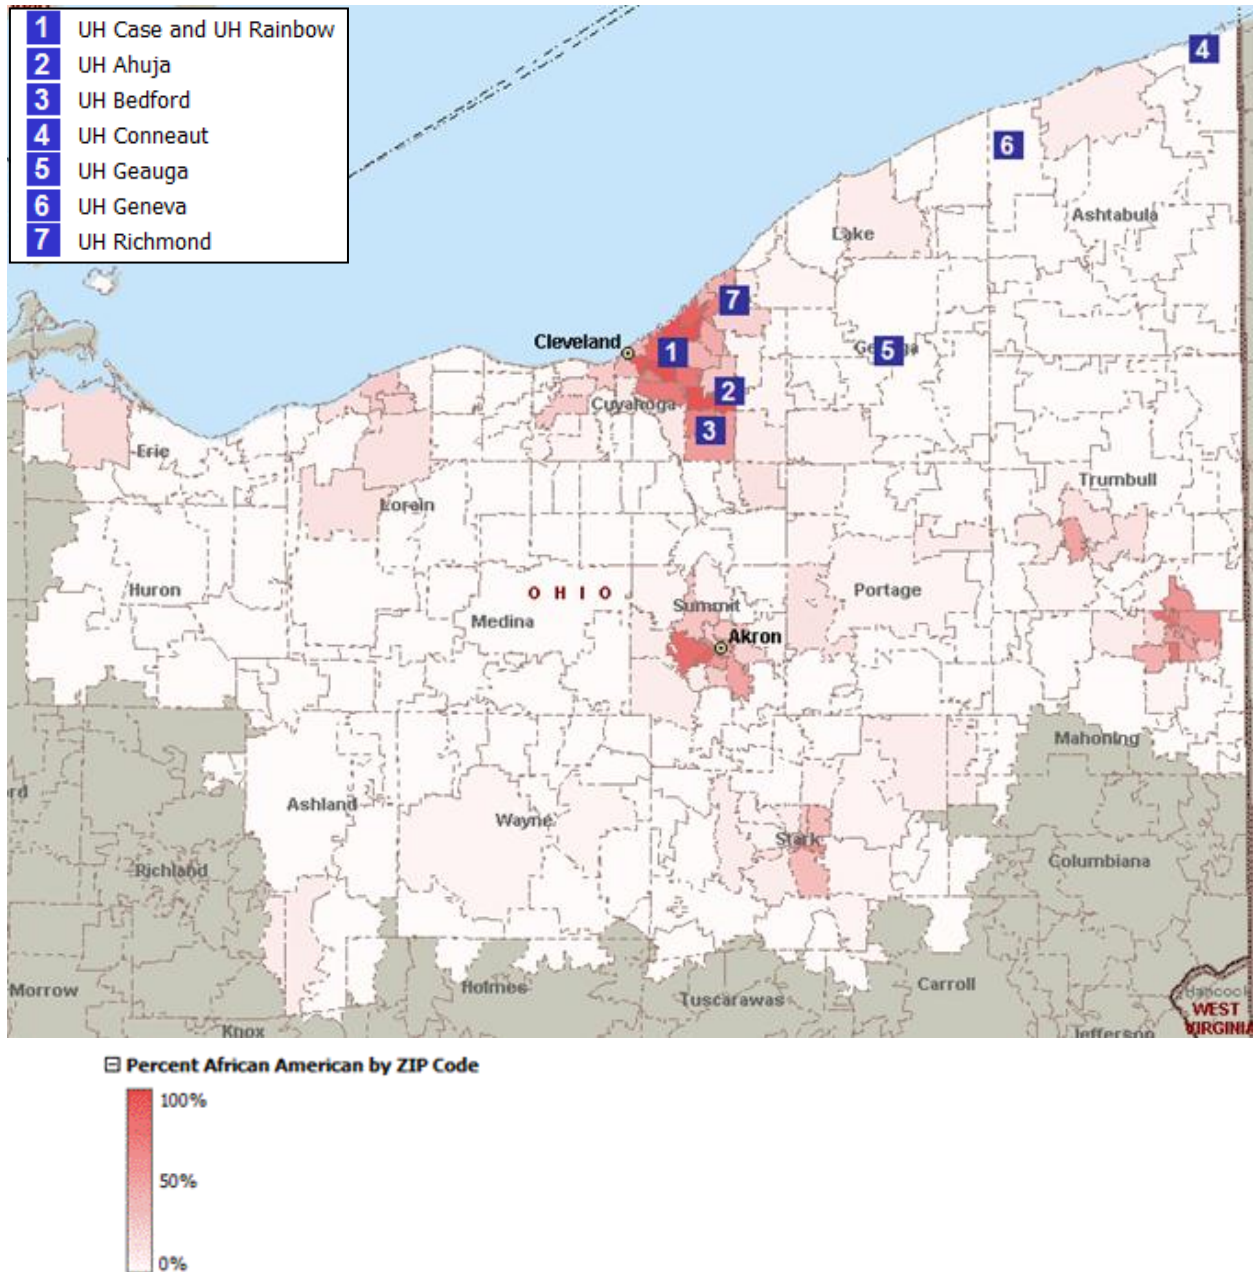 1 UH Case and UH Rainbow
2 UH Ahuja
3 UH Bedford
4 UH Conneaut
5 UH Geauga
6 UH Geneva
7 UH Richmond
4
6
Ashtabula
Lake
7
Cleveland
1
5
2
Cuyahoga
3
Erie
Trumbull
Lorain
Huron
OHIO
Portage
Summit
Medina
Akron
Mahoning
Ashland
Wayne
Stark
Columbiana
Richland
Carroll
Morrow
Holmes
Tuscarawas
Hancock
WEST
VIRGINIA
Knox
Jefferson
Percent African American by ZIP Code
100%
50%
0%